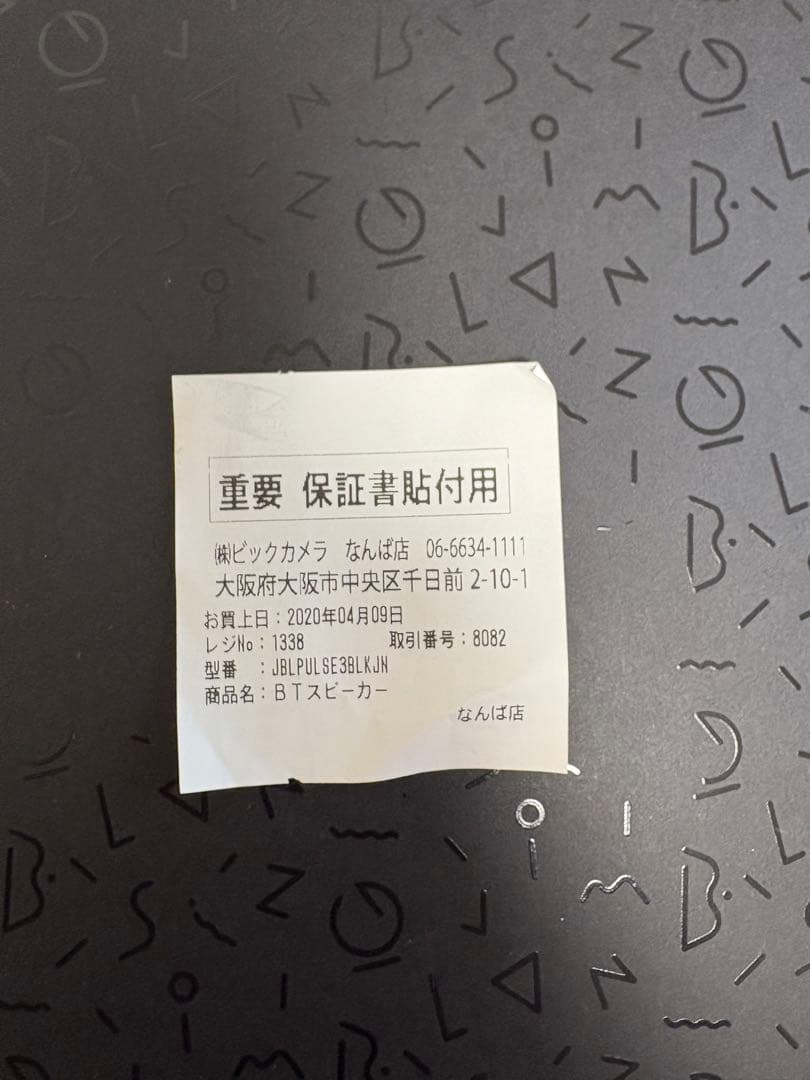 重要 保証書貼付用
㈱ビックカメラ なんば店 06-6634-1111
大阪府大阪市中央区千日前2-10-1
お買上日：2020年04月09日
レジNo：1338 取引番号：8082
型番 ：JBLPULSE3BLKJN
商品名：BTスピーカー
なんば店